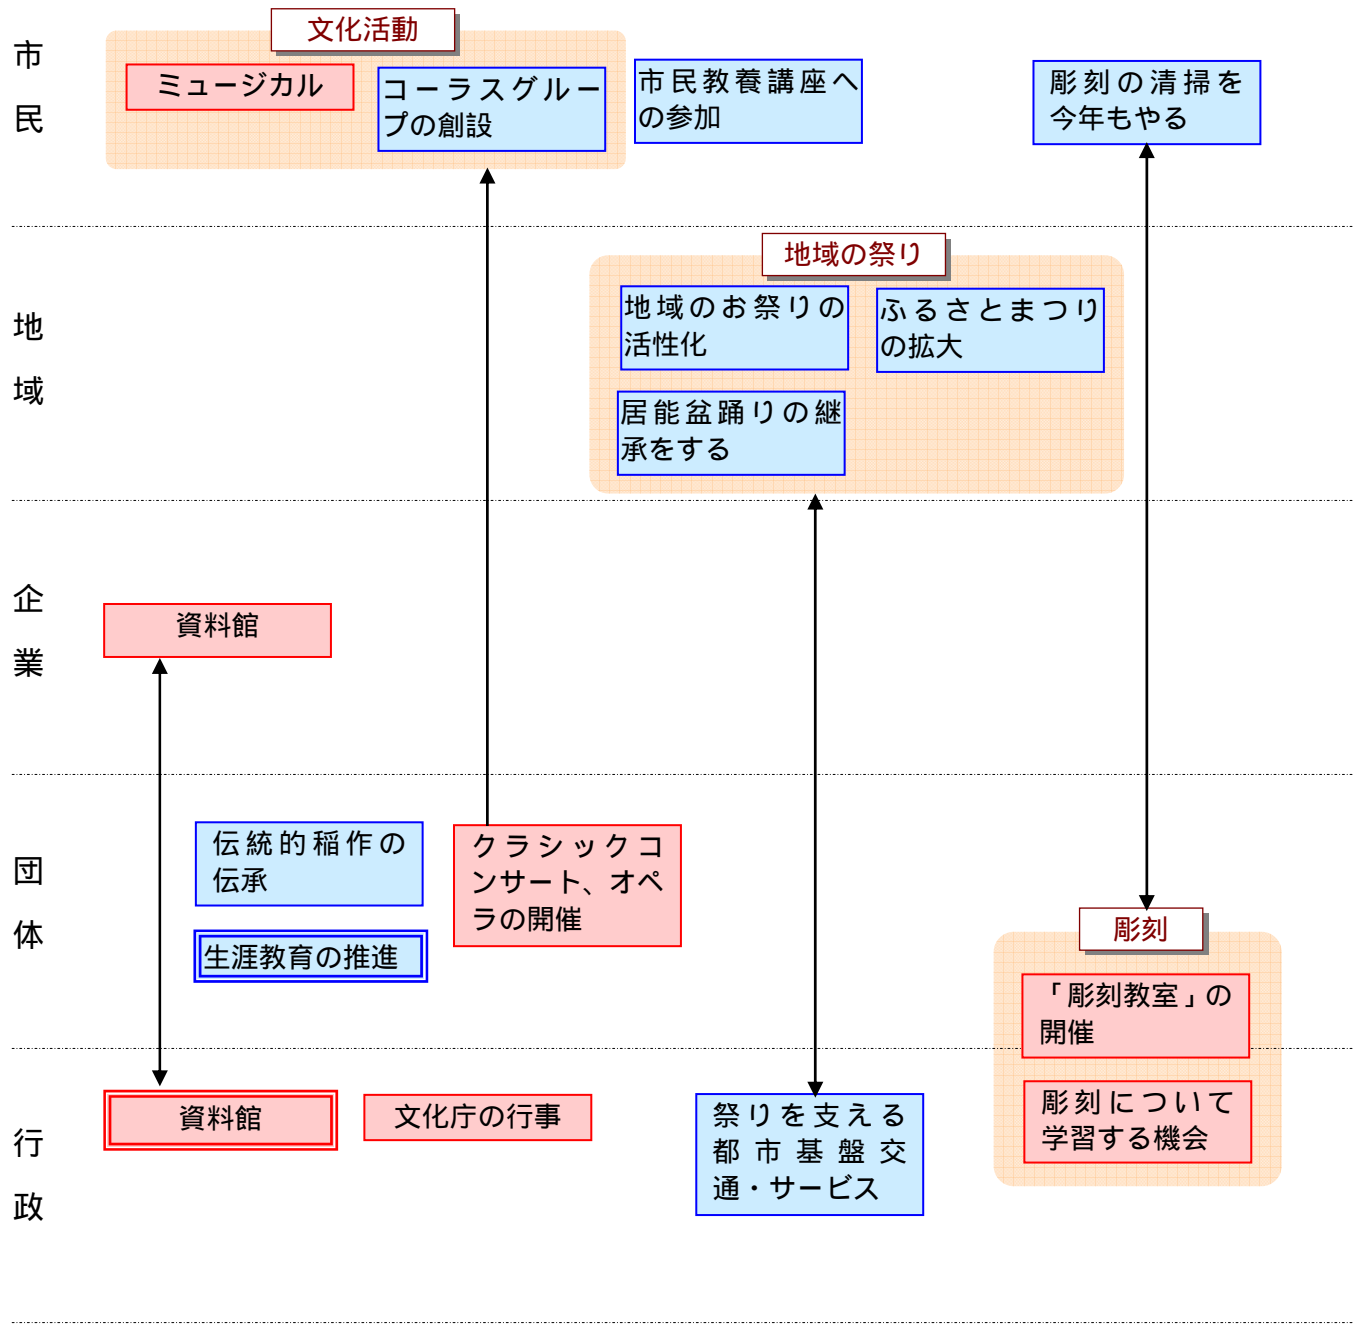 市民
文化活動
ミュージカル
コーラスグルー
プの創設
市民教養講座へ
の参加
彫刻の清掃を
今年もやる
地域
地域の祭り
地域のお祭りの
活性化
ふるさとまつり
の拡大
居能盆踊りの継
承をする
企業
資料館
団体
伝統的稲作の
伝承
生涯教育の推進
クラシックコ
ンサート、オペ
ラの開催
彫刻
「彫刻教室」の
開催
行政
資料館
文化庁の行事
祭りを支える
都市基盤交
通・サービス
彫刻について
学習する機会